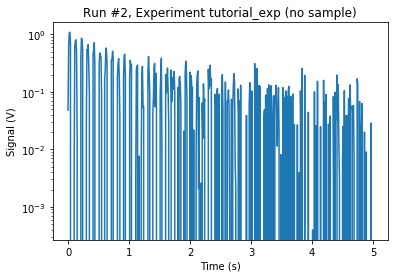 Run #2, Experiment tutorial_exp (no sample)
Signal (V)
10⁰
10⁻¹
10⁻²
10⁻³
0 1 2 3 4 5
Time (s)